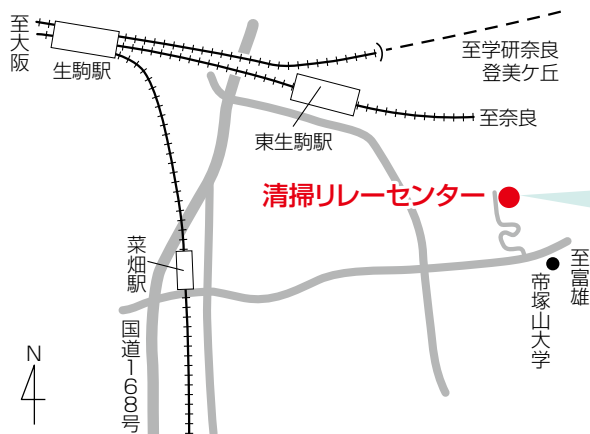 至大阪
生駒駅
至学研奈良
登美ケ丘
東生駒駅
至奈良
清掃リレーセンター
菜畑駅
至富雄
帝塚山大学
国道168号
N